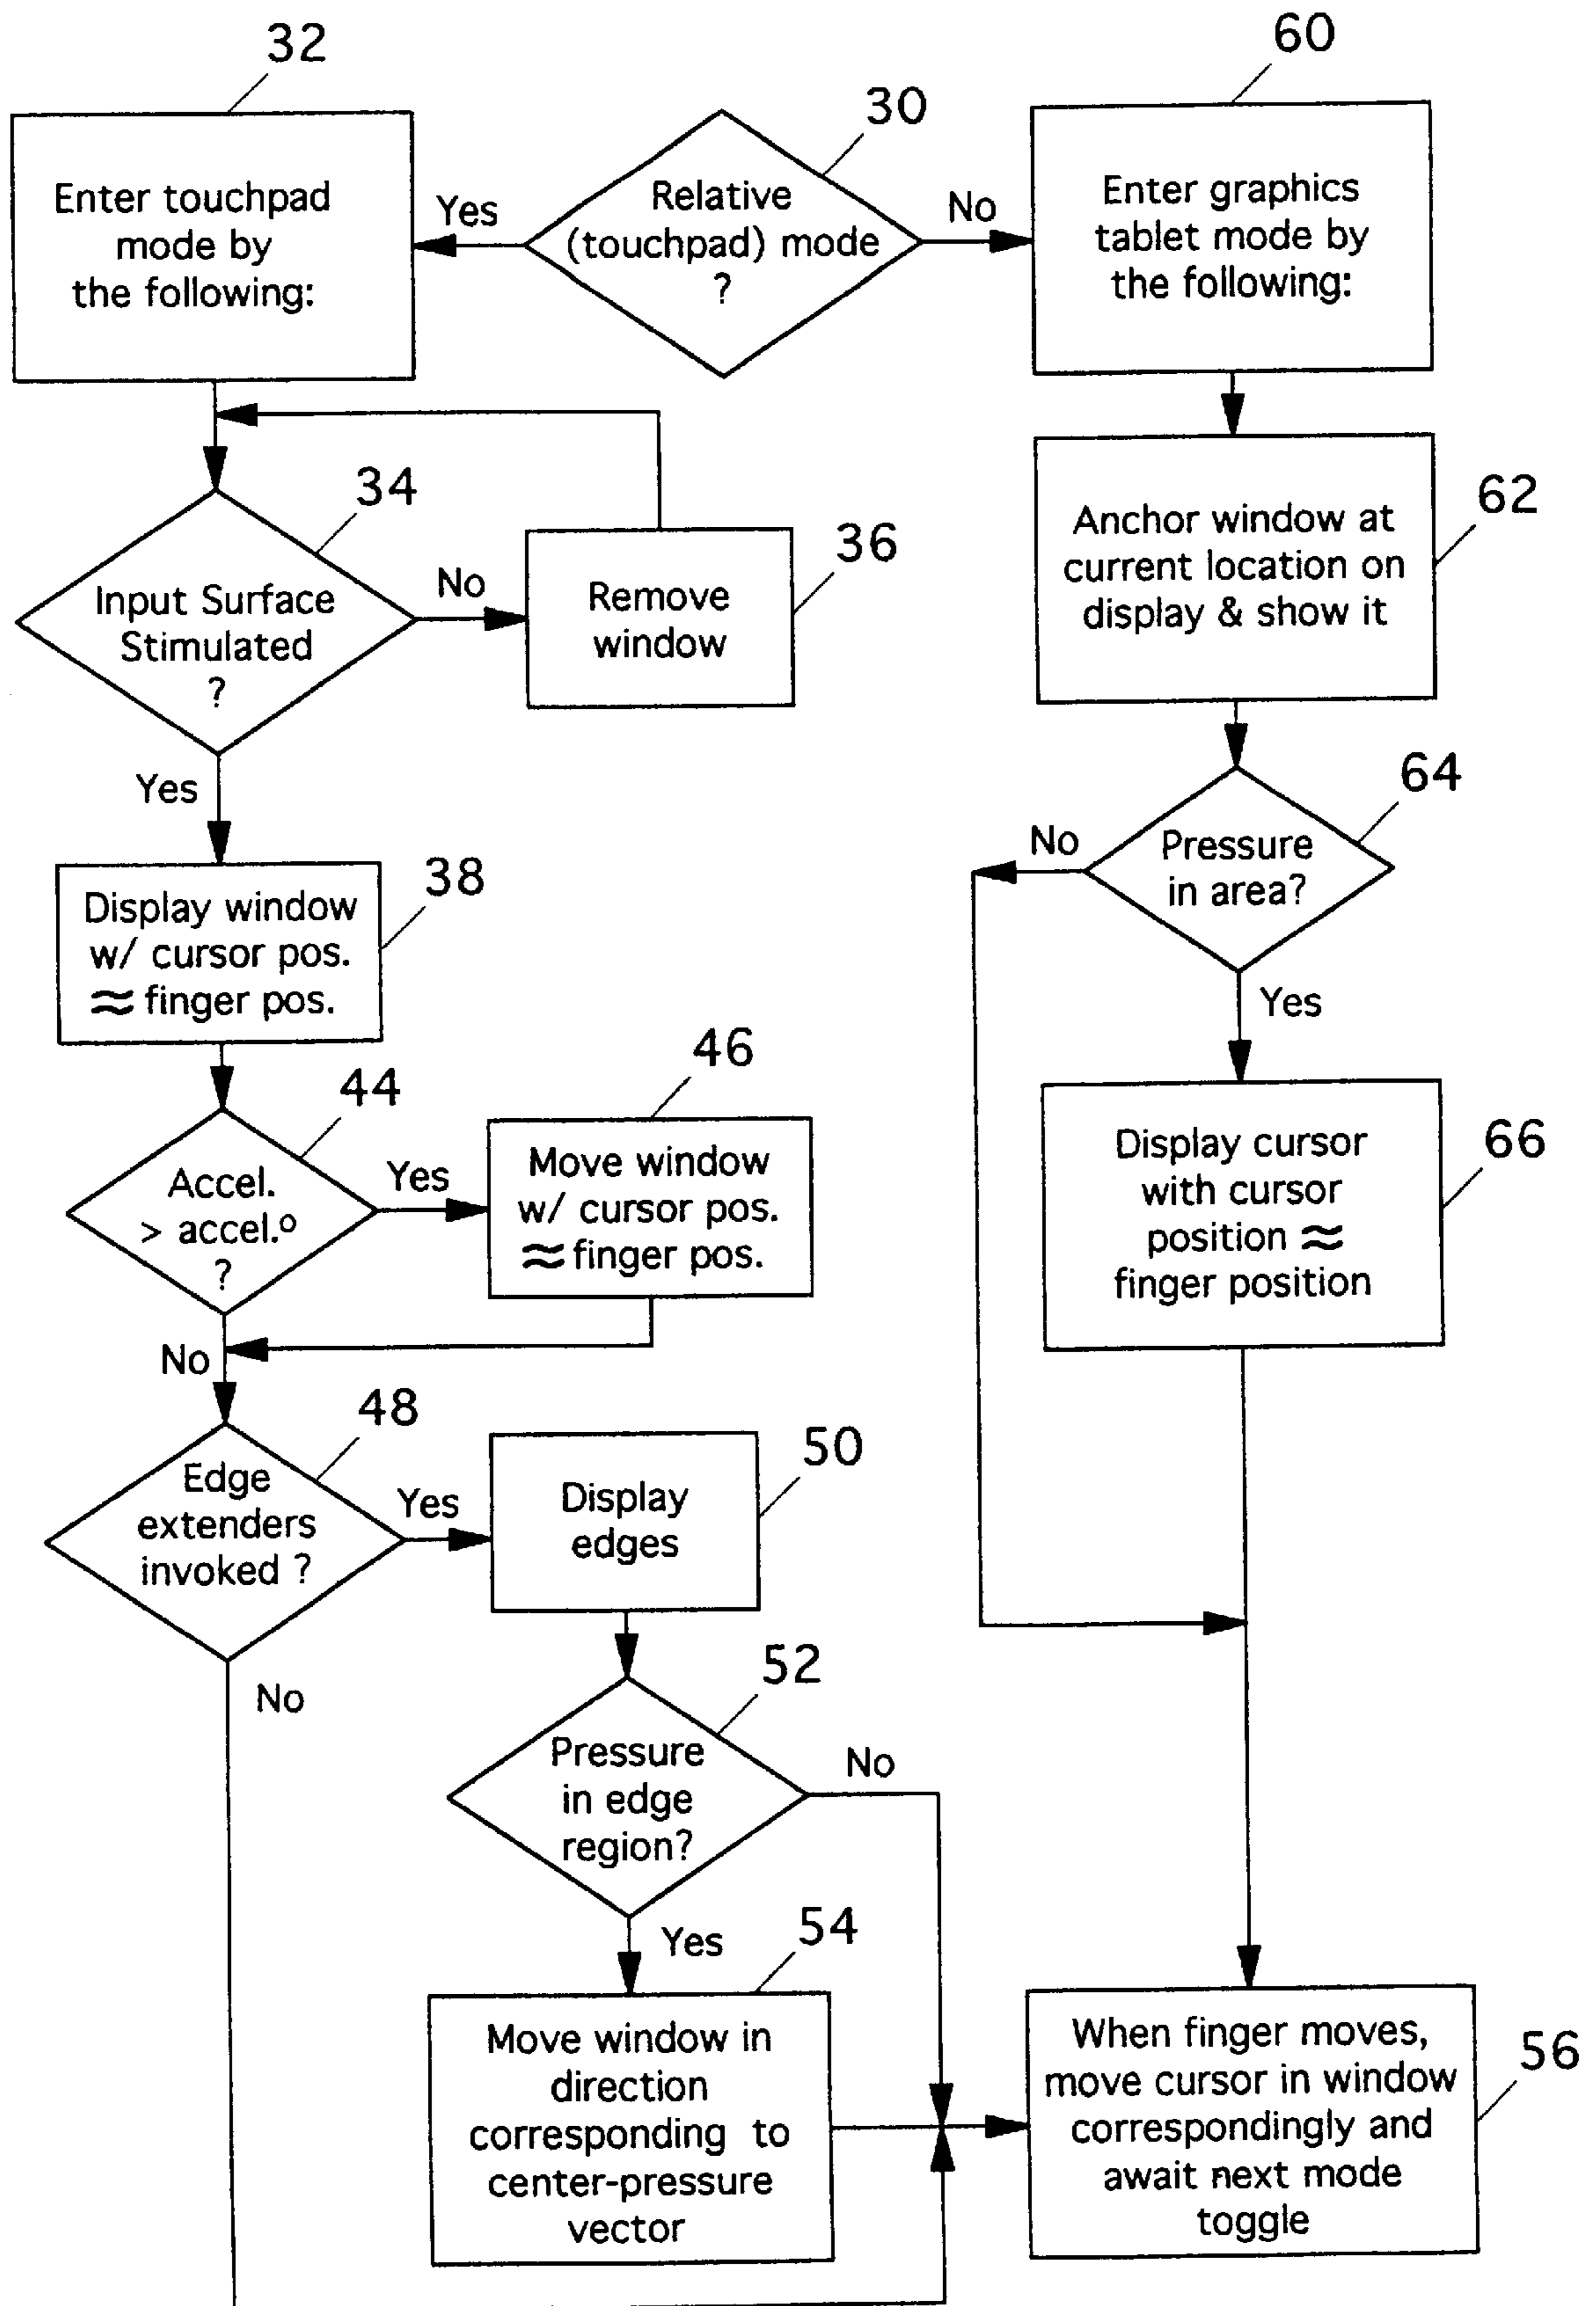 32
60
30
Enter touchpad
mode by
the following:
Yes
Relative
(touchpad) mode
?
No
Enter graphics
tablet mode by
the following:
34
Input Surface
Stimulated
?
No
36
Remove
window
62
Anchor window at
current location on
display & show it
Yes
64
No
Pressure
in area?
Yes
38
Display window
w/ cursor pos.
≈ finger pos.
44
Accel.
> accel.º
?
Yes
46
Move window
w/ cursor pos.
≈ finger pos.
66
Display cursor
with cursor
position ≈
finger position
No
48
Edge
extenders
invoked ?
Yes
50
Display
edges
No
52
Pressure
in edge
region?
No
Yes
54
Move window in
direction
corresponding to
center-pressure
vector
56
When finger moves,
move cursor in window
correspondingly and
await next mode
toggle